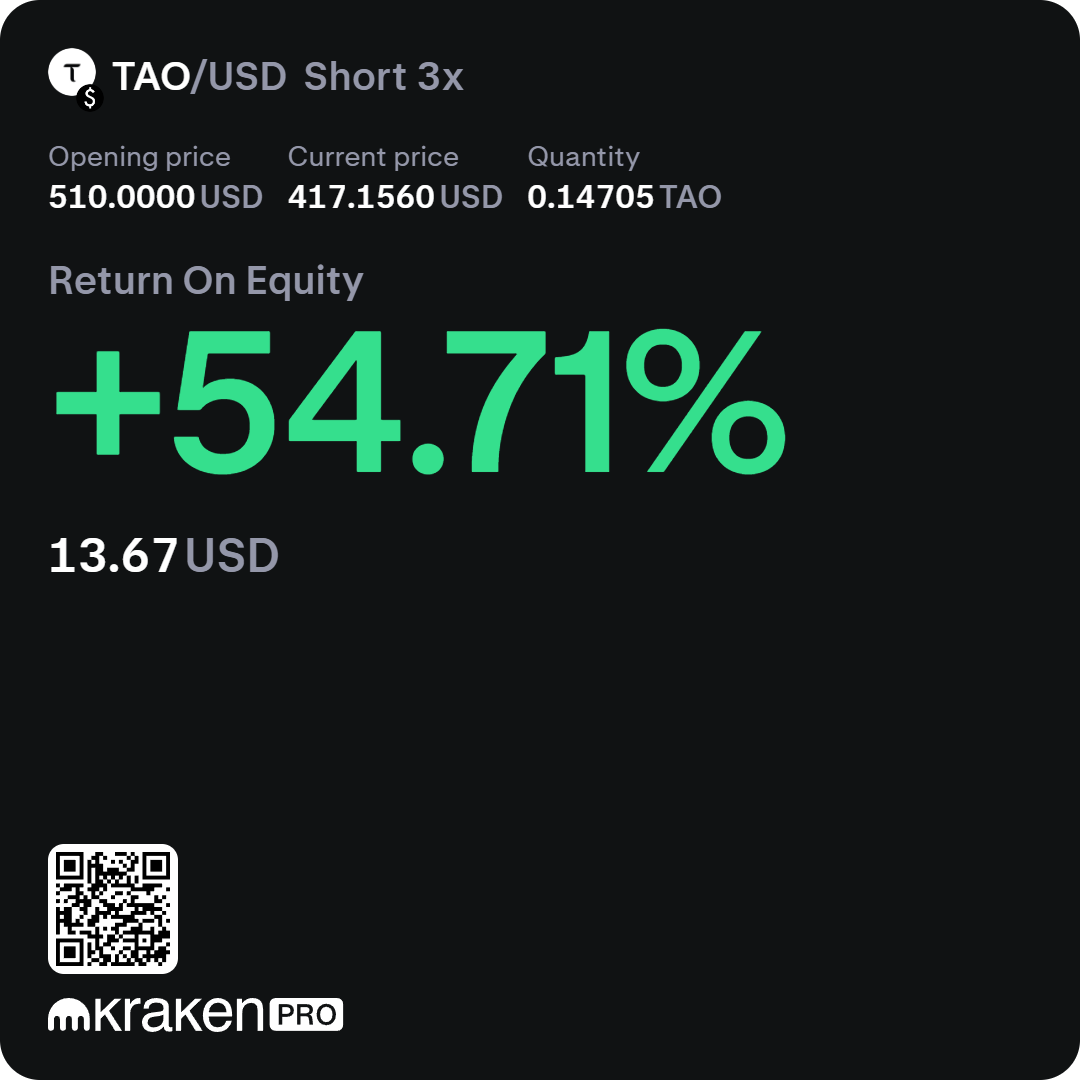 TAO/USD Short 3x
Opening price Current price Quantity
510.0000 USD 417.1560 USD 0.14705 TAO
Return On Equity
+54.71%
13.67 USD
kraken PRO